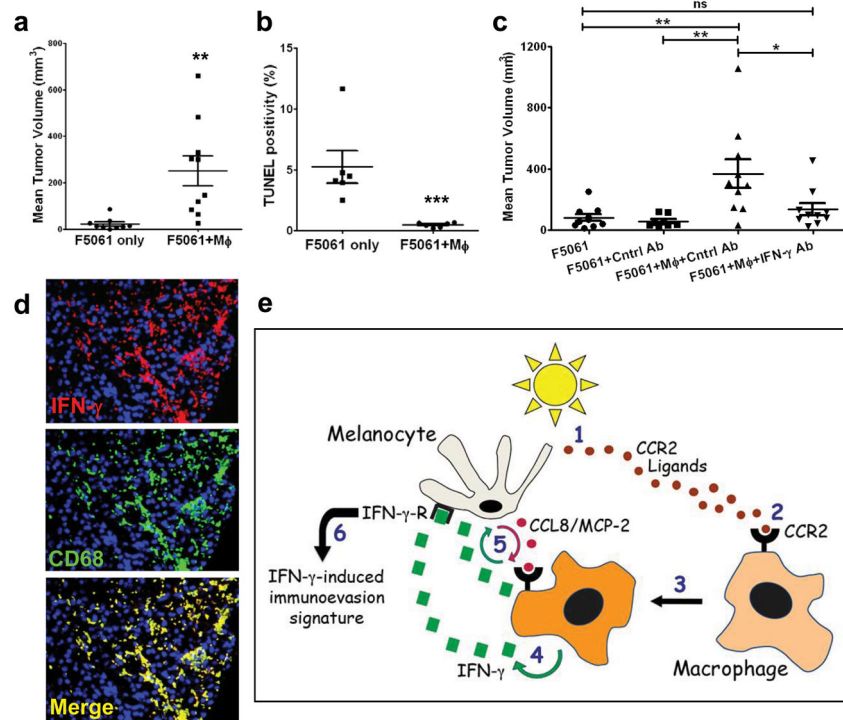 a
Mean Tumor Volume (mm³)
800
600
400
200
0
**
F5061 only
F5061+Mϕ
b
TUNEL positivity (%)
15
10
5
0
***
F5061 only
F5061+Mϕ
c
Mean Tumor Volume (mm³)
1200
800
400
0
ns
**
**
*
F5061
F5061+Cntrl Ab
F5061+Mϕ+Cntrl Ab
F5061+Mϕ+IFN-γ Ab
d
IFN-γ
CD68
Merge
e
Melanocyte
1
CCR2
Ligands
2
CCR2
IFN-γ-R
6
5
CCL8/MCP-2
IFN-γ-induced
immunoevasion
signature
3
4
IFN-γ
Macrophage